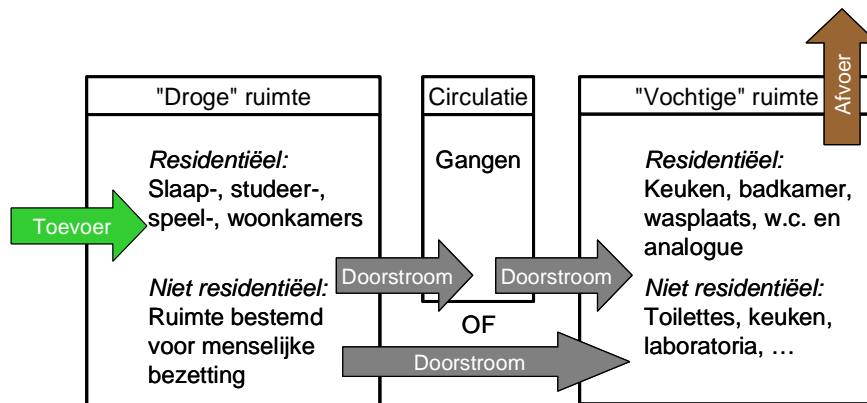 Afvoer
"Droge" ruimte
Circulatie
"Vochtige" ruimte
Residentiëel:
Slaap-, studeer-,
speel-, woonkamers
Toevoer
Niet residentiëel:
Ruimte bestemd
voor menselijke
bezetting
Gangen
Doorstroom
Doorstroom
OF
Doorstroom
Residentiëel:
Keuken, badkamer,
wasplaats, w.c. en
analogue
Niet residentiëel:
Toilettes, keuken,
laboratoria, …